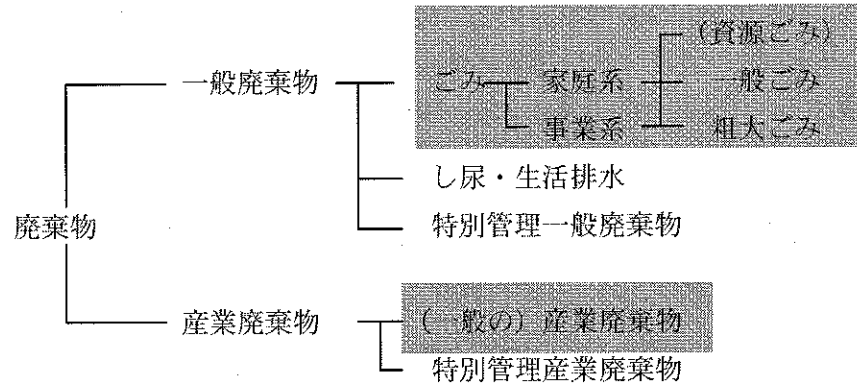 (資源ごみ)
一般廃棄物 ごみ 家庭系 一般ごみ
事業系 粗大ごみ
し尿・生活排水
廃棄物 特別管理一般廃棄物
産業廃棄物 (一般の) 産業廃棄物
特別管理産業廃棄物